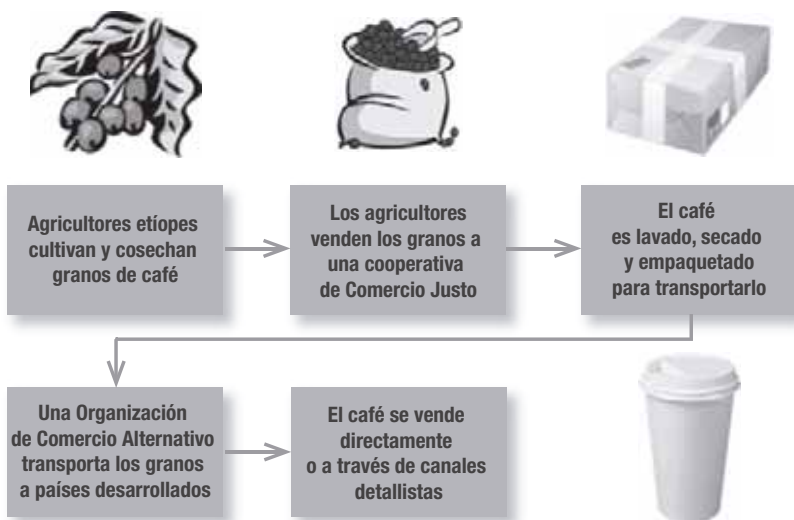 Agricultores etíopes
cultivan y cosechan
granos de café
Los agricultores
venden los granos a
una cooperativa
de Comercio Justo
El café
es lavado, secado
y empaquetado
para transportarlo
Una Organización
de Comercio Alternativo
transporta los granos
a países desarrollados
El café se vende
directamente
o a través de canales
detallistas